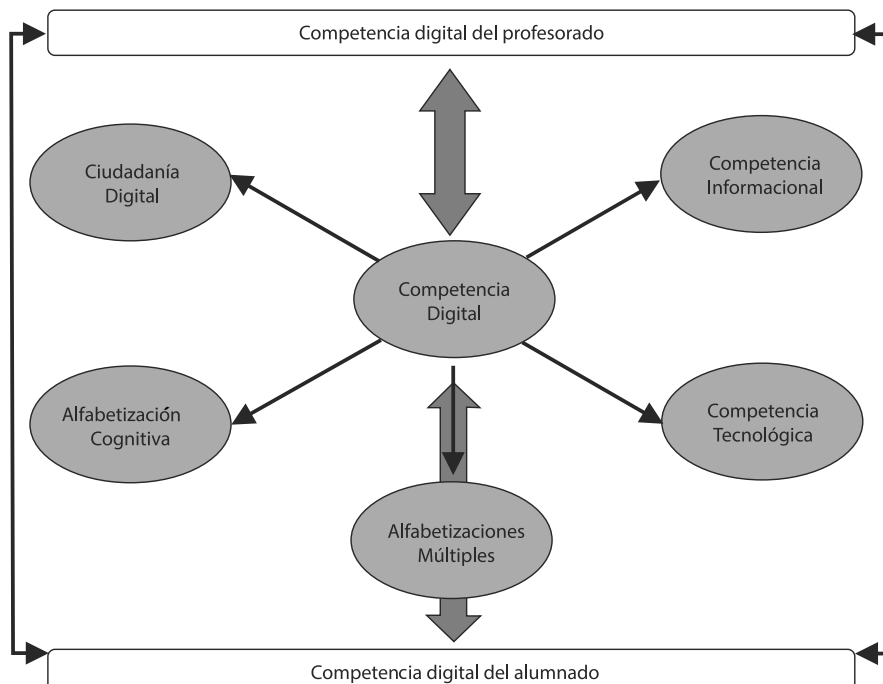 Competencia digital del profesorado
Ciudadanía
Digital
Competencia
Informacional
Competencia
Digital
Alfabetización
Cognitiva
Competencia
Tecnológica
Alfabetizaciones
Múltiples
Competencia digital del alumnado